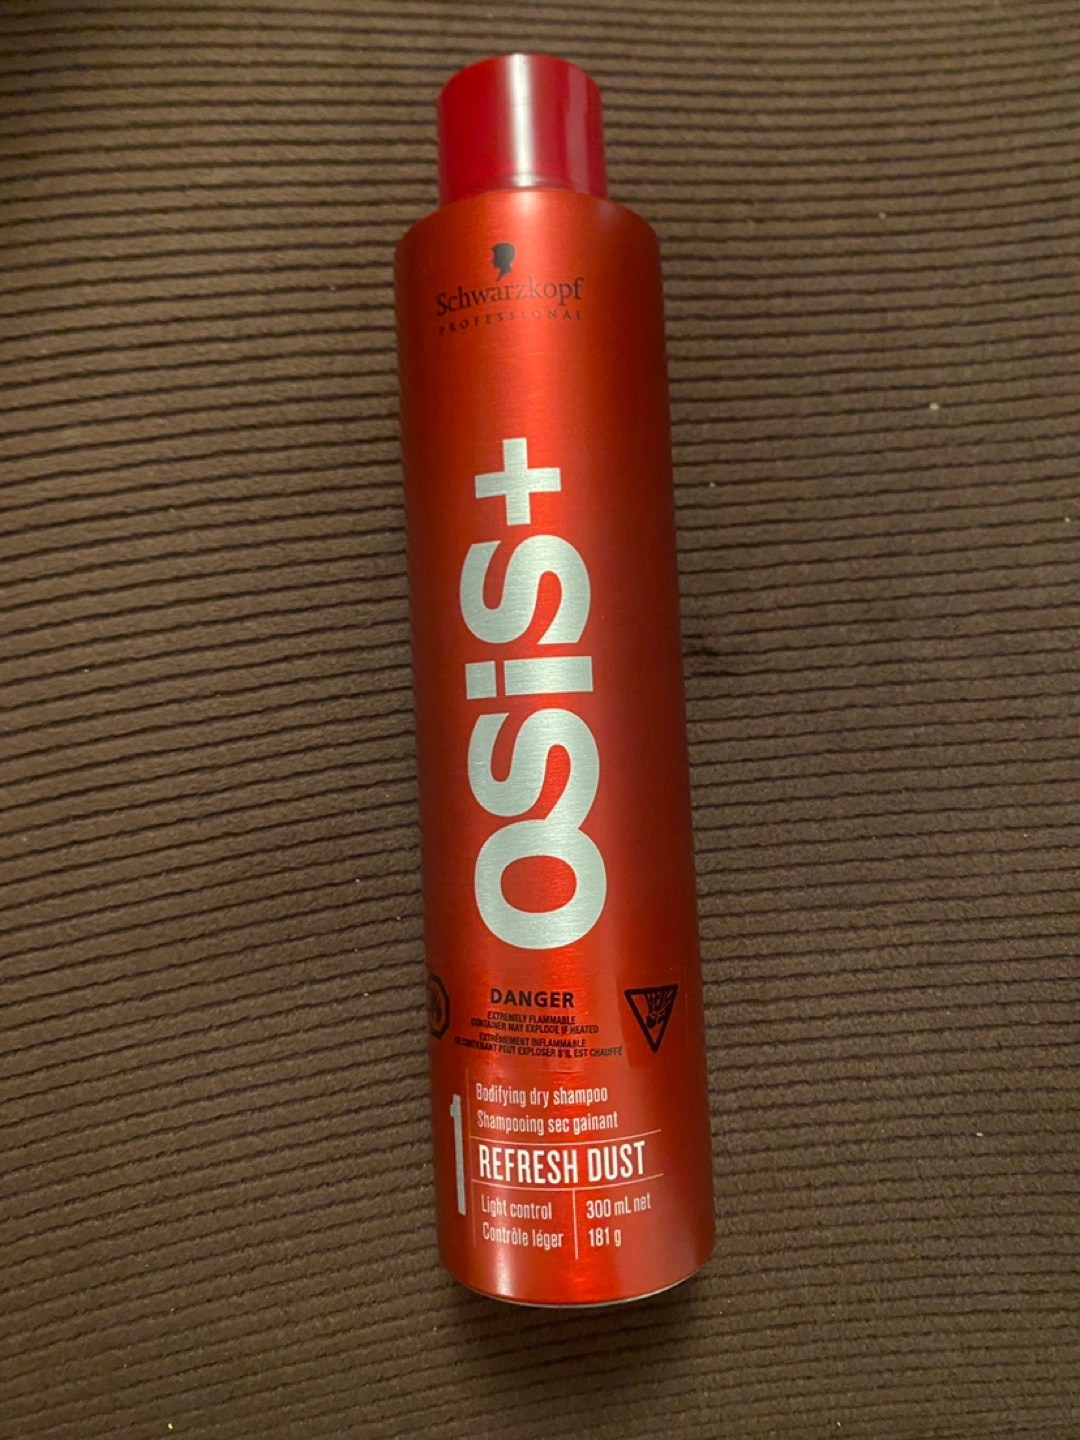 Schwarzkopf
PROFESSIONAL
OSiS+
DANGER
EXTREMELY FLAMMABLE
CONTAINER MAY EXPLODE IF HEATED
EXTRÊMEMENT INFLAMMABLE
CE CONTENANT PEUT EXPLOSER S'IL EST CHAUFFÉ
1
Bodifying dry shampoo
Shampooing sec gainant
REFRESH DUST
Light control
Contrôle léger
300 mL net
181 g